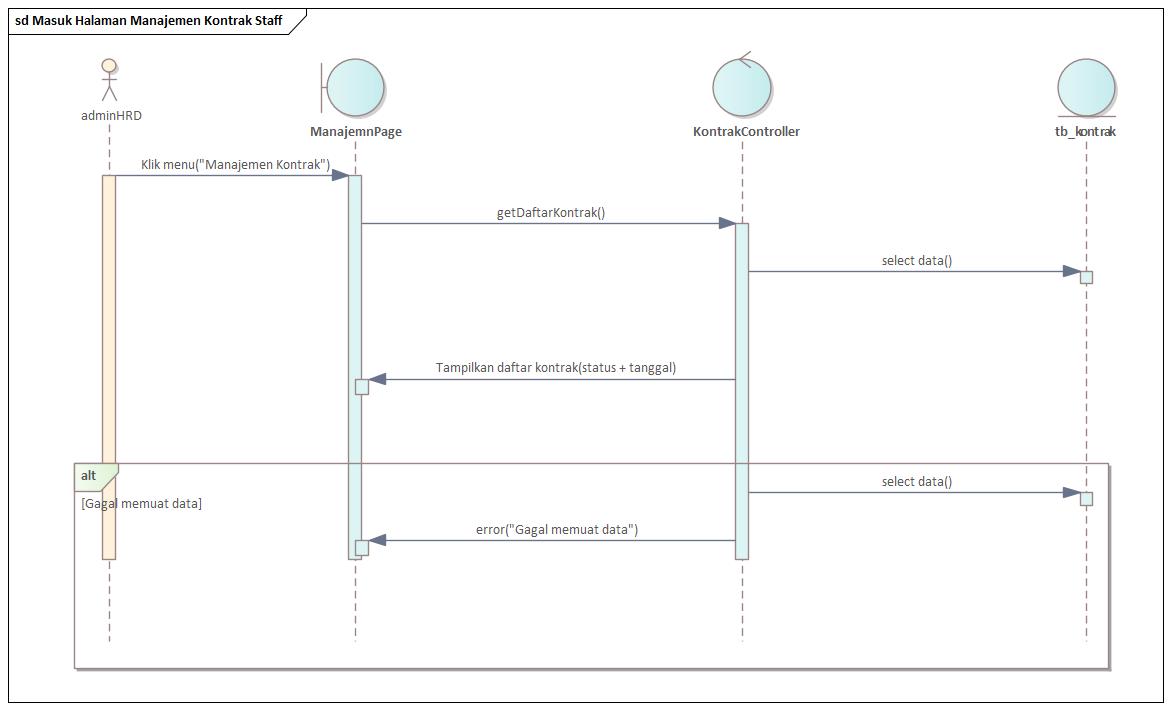 sd Masuk Halaman Manajemen Kontrak Staff
adminHRD
ManajemnPage
KontrakController
tb_kontrak
Klik menu("Manajemen Kontrak")
getDaftarKontrak()
select data()
Tampilkan daftar kontrak(status + tanggal)
alt
select data()
[Gagal memuat data]
error("Gagal memuat data")